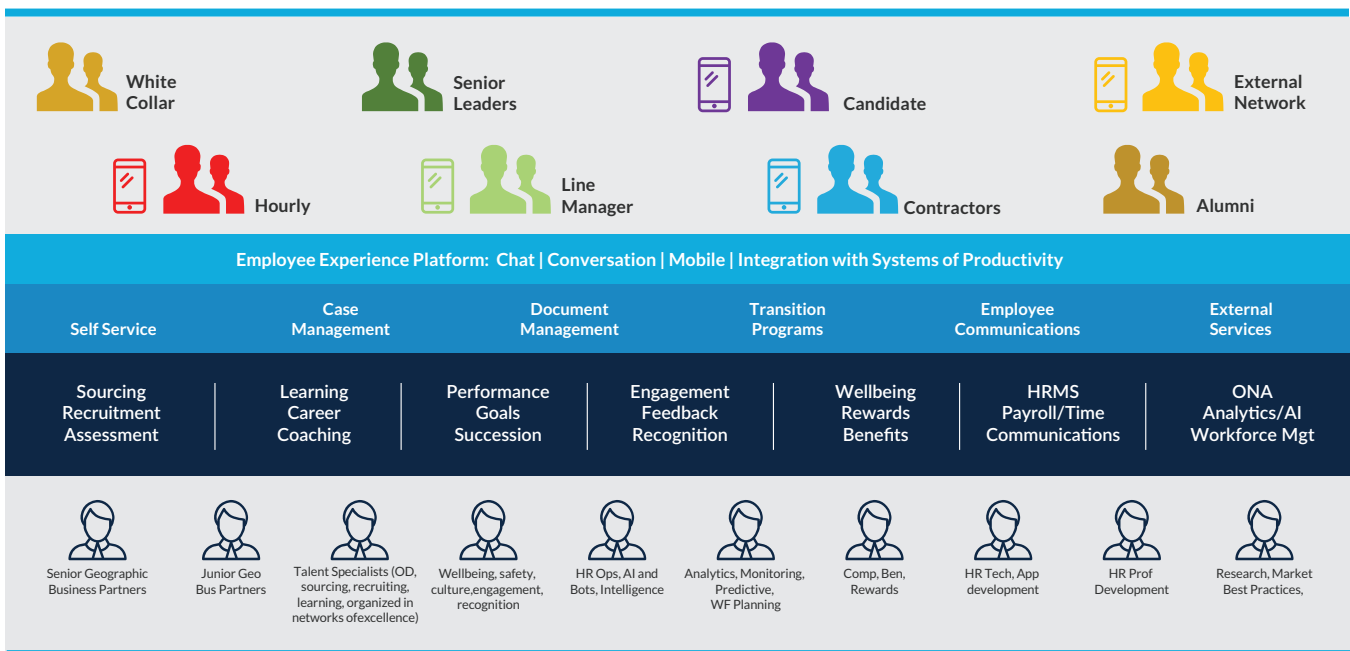 White
Collar
Senior
Leaders
Candidate
External
Network
Hourly
Line
Manager
Contractors
Alumni
Employee Experience Platform: Chat | Conversation | Mobile | Integration with Systems of Productivity
Self Service
Case
Management
Document
Management
Transition
Programs
Employee
Communications
External
Services
Sourcing
Recruitment
Assessment
Learning
Career
Coaching
Performance
Goals
Succession
Engagement
Feedback
Recognition
Wellbeing
Rewards
Benefits
HRMS
Payroll/Time
Communications
ONA
Analytics/AI
Workforce Mgt
Senior Geographic
Business Partners
Junior Geo
Bus Partners
Talent Specialists (OD,
sourcing, recruiting,
learning, organized in
networks ofexcellence)
Wellbeing, safety,
culture,engagement,
recognition
HR Ops, AI and
Bots, Intelligence
Analytics, Monitoring,
Predictive,
WF Planning
Comp, Ben,
Rewards
HR Tech, App
development
HR Prof
Development
Research, Market
Best Practices,